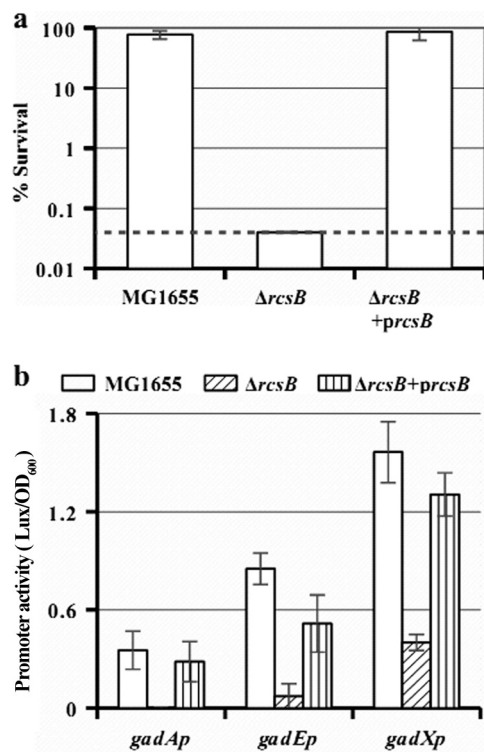 a
% Survival
100
10
1
0.1
0.01
MG1655
ΔrcsB
ΔrcsB
+prcsB
b
MG1655 ΔrcsB ΔrcsB+prcsB
Promoter activity ( Lux/OD600)
1.8
1.2
0.6
0
gadAp gadEp gadXp